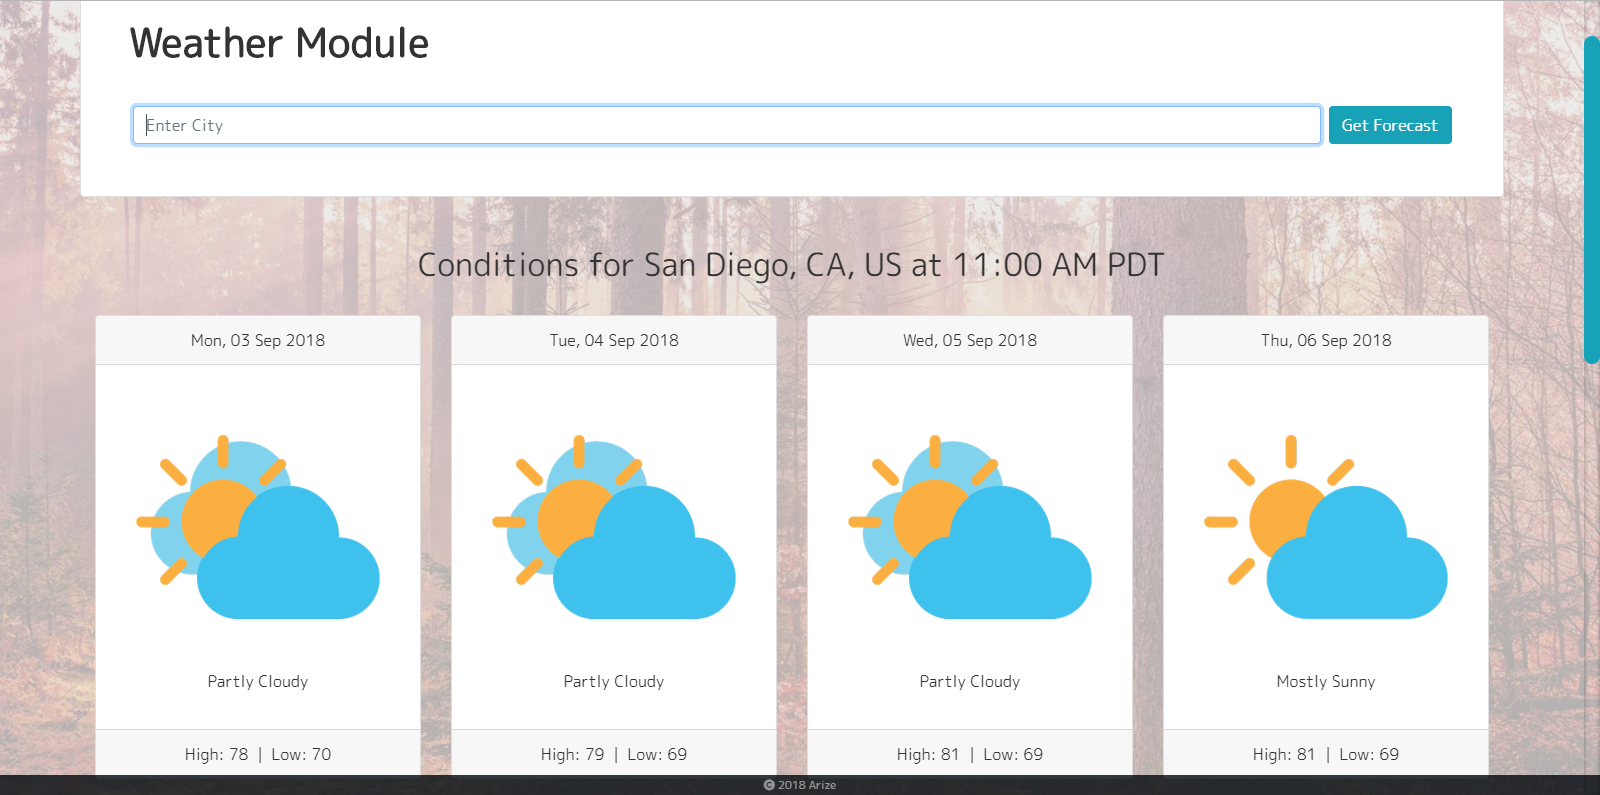 Weather Module
Enter City
Get Forecast
Conditions for San Diego, CA, US at 11:00 AM PDT
Mon, 03 Sep 2018
Tue, 04 Sep 2018
Wed, 05 Sep 2018
Thu, 06 Sep 2018
Partly Cloudy
Partly Cloudy
Partly Cloudy
Mostly Sunny
High: 78 | Low: 70
High: 79 | Low: 69
High: 81 | Low: 69
High: 81 | Low: 69
© 2018 Arize